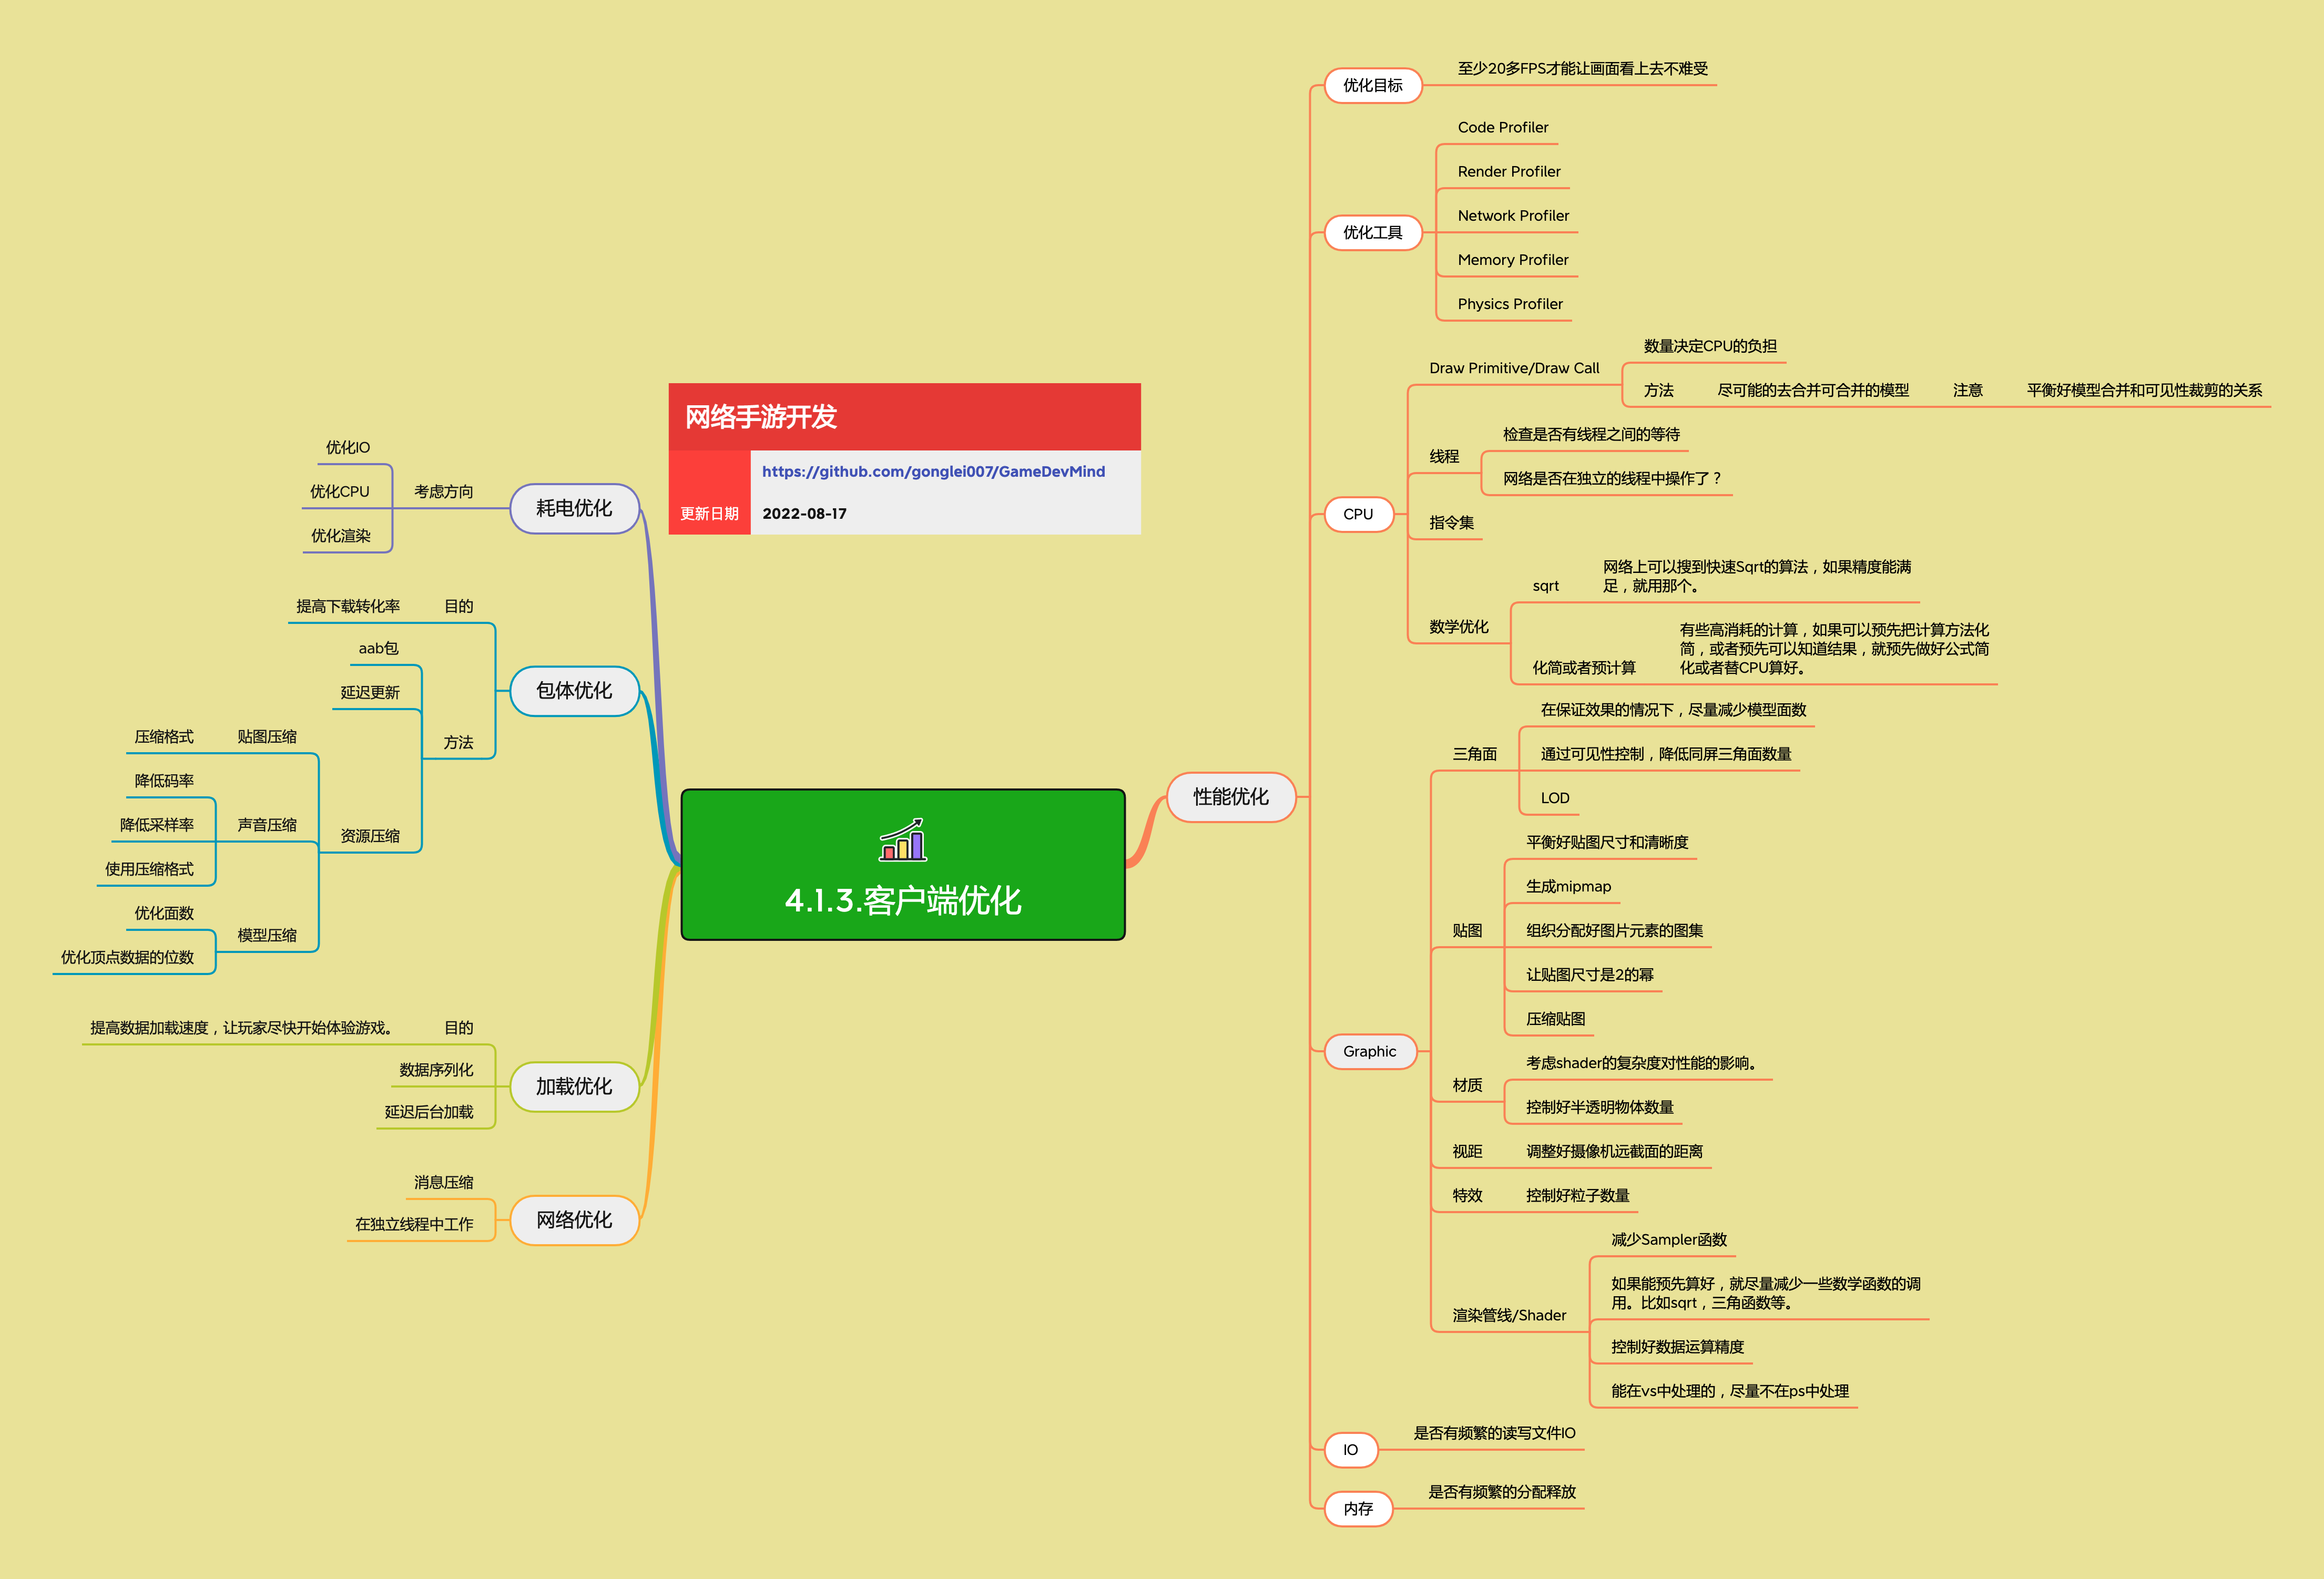 网络手游开发
https://github.com/gonglei007/GameDevMind
更新日期
2022-08-17
4.1.3.客户端优化
性能优化
优化目标
至少20多FPS才能让画面看上去不难受
优化工具
Code Profiler
Render Profiler
Network Profiler
Memory Profiler
Physics Profiler
CPU
Draw Primitive/Draw Call
数量决定CPU的负担
方法
尽可能的去合并可合并的模型
注意
平衡好模型合并和可见性裁剪的关系
线程
检查是否有线程之间的等待
网络是否在独立的线程中操作了？
指令集
数学优化
sqrt
网络上可以搜到快速Sqrt的算法，如果精度能满
足，就用那个。
化简或者预计算
有些高消耗的计算，如果可以预先把计算方法化
简，或者预先可以知道结果，就预先做好公式简
化或者替CPU算好。
Graphic
三角面
在保证效果的情况下，尽量减少模型面数
通过可见性控制，降低同屏三角面数量
LOD
贴图
平衡好贴图尺寸和清晰度
生成mipmap
组织分配好图片元素的图集
让贴图尺寸是2的幂
压缩贴图
材质
考虑shader的复杂度对性能的影响。
控制好半透明物体数量
视距
调整好摄像机远截面的距离
特效
控制好粒子数量
渲染管线/Shader
减少Sampler函数
如果能预先算好，就尽量减少一些数学函数的调
用。比如sqrt，三角函数等。
控制好数据运算精度
能在vs中处理的，尽量不在ps中处理
IO
是否有频繁的读写文件IO
内存
是否有频繁的分配释放
耗电优化
考虑方向
优化IO
优化CPU
优化渲染
包体优化
目的
提高下载转化率
方法
aab包
延迟更新
资源压缩
贴图压缩
压缩格式
声音压缩
降低码率
降低采样率
使用压缩格式
模型压缩
优化面数
优化顶点数据的位数
加载优化
目的
提高数据加载速度，让玩家尽快开始体验游戏。
数据序列化
延迟后台加载
网络优化
消息压缩
在独立线程中工作